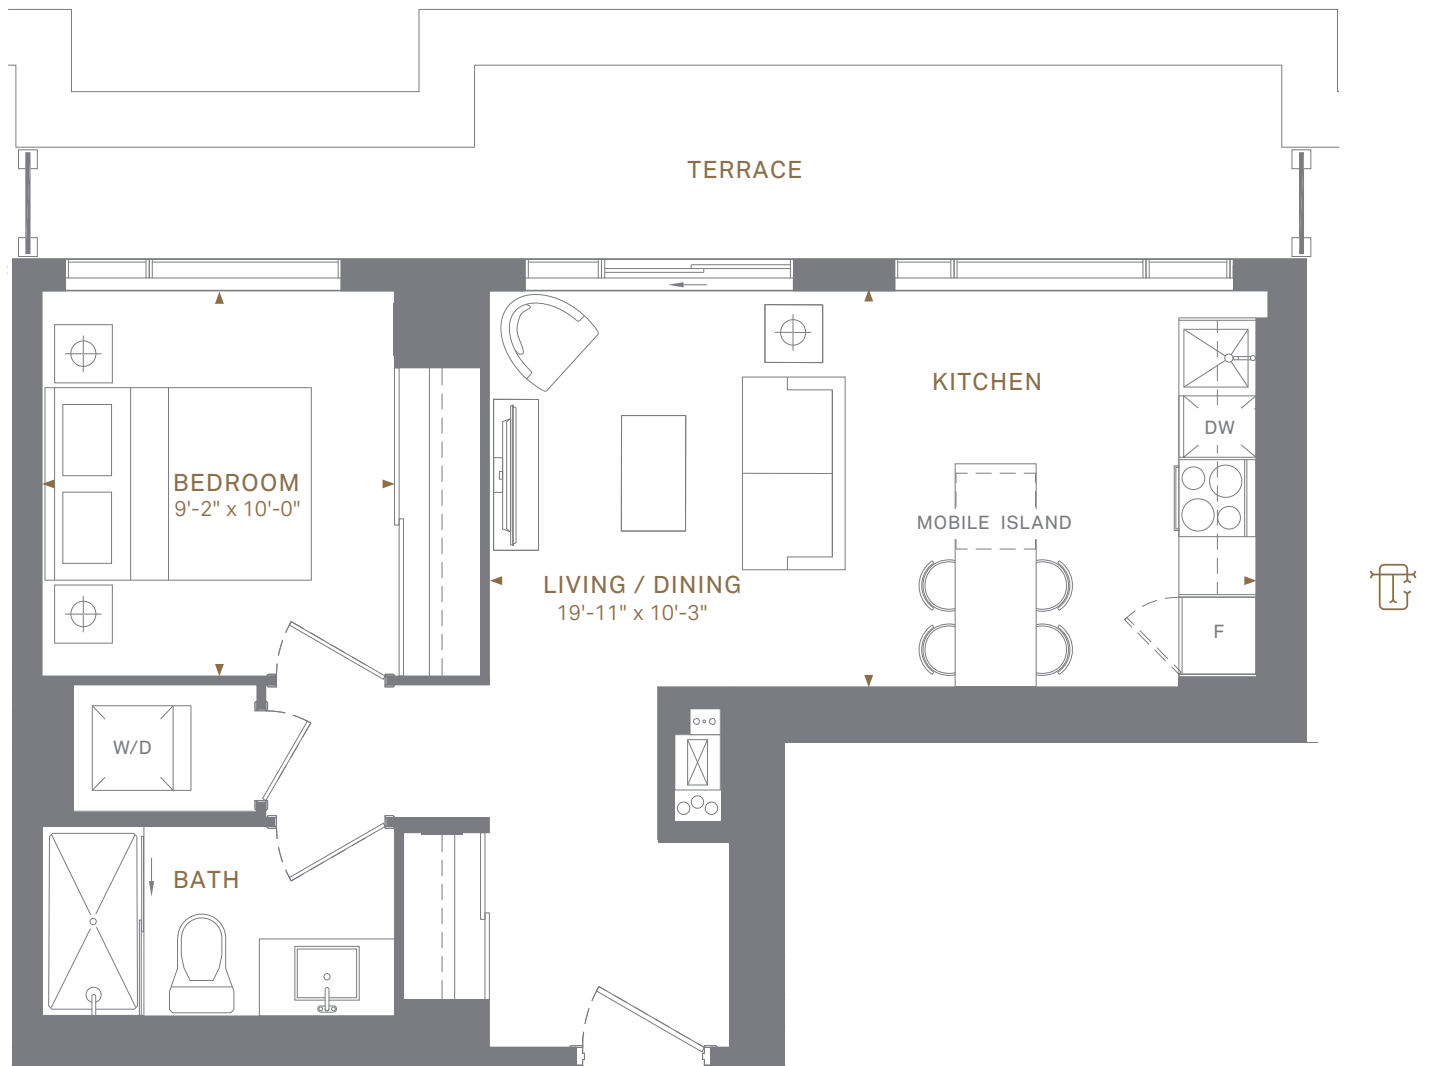 TERRACE
KITCHEN
DW
BEDROOM
9'-2" x 10'-0"
MOBILE ISLAND
LIVING / DINING
19'-11" x 10'-3"
F
W/D
BATH